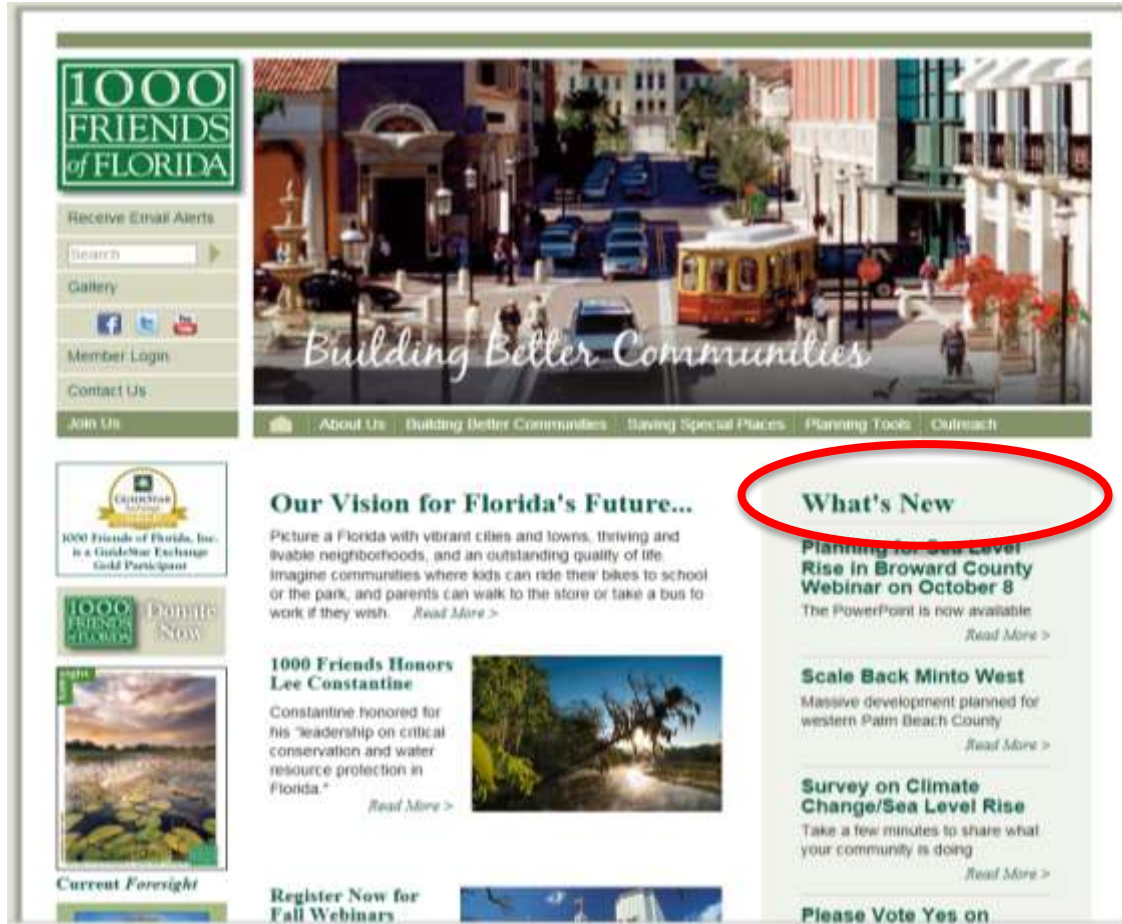 1000
FRIENDS
of FLORIDA
Receive Email Alerts
Search
Gallery
Member Login
Contact Us
Join Us
Building Better Communities
About Us Building Better Communities Saving Special Places Planning Tools Outreach
GUIDESTAR
1000 Friends of Florida, Inc.
is a GuideStar Exchange
Gold Participant
1000
FRIENDS
of FLORIDA
Donate
Now
Current Foresight
Our Vision for Florida's Future...
Picture a Florida with vibrant cities and towns, thriving and
livable neighborhoods, and an outstanding quality of life.
Imagine communities where kids can ride their bikes to school
or the park, and parents can walk to the store or take a bus to
work if they wish. Read More >
1000 Friends Honors
Lee Constantine
Constantine honored for
his "leadership on critical
conservation and water
resource protection in
Florida."
Read More >
Register Now for
Fall Webinars
What's New
Planning for Sea Level
Rise in Broward County
Webinar on October 8
The PowerPoint is now available
Read More >
Scale Back Minto West
Massive development planned for
western Palm Beach County
Read More >
Survey on Climate
Change/Sea Level Rise
Take a few minutes to share what
your community is doing
Read More >
Please Vote Yes on